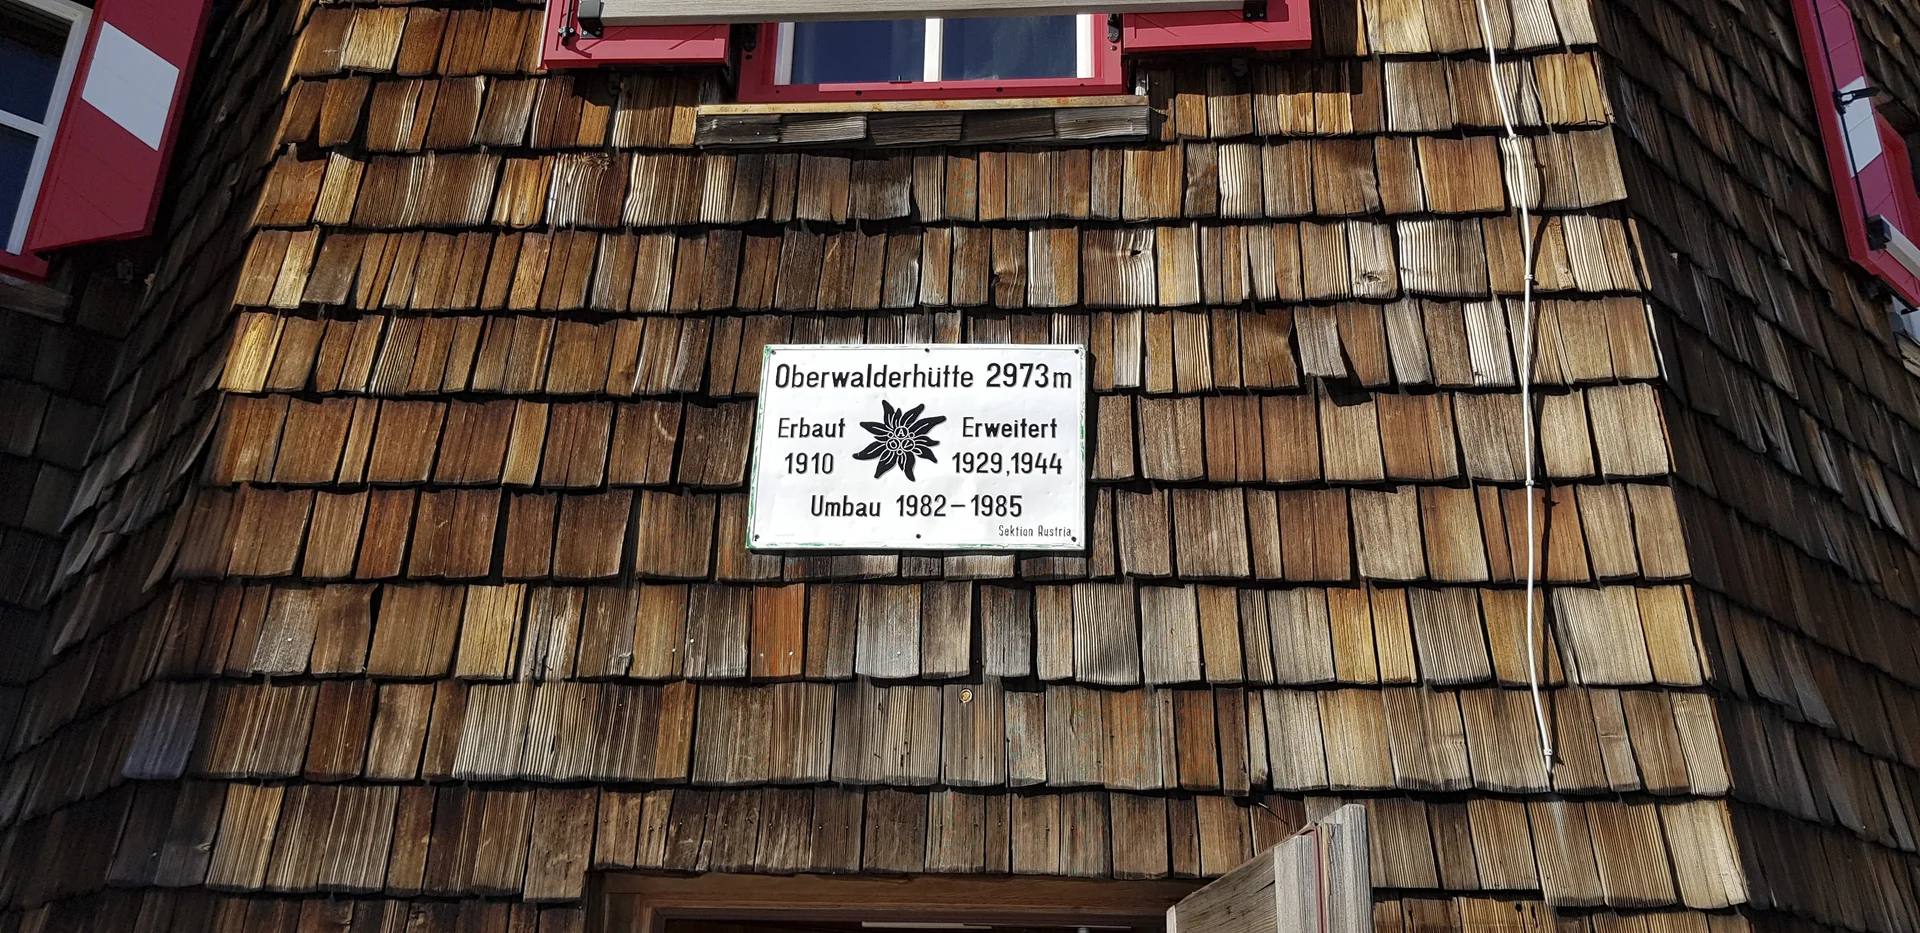 Oberwalderhütte 2973m
Erbaut
1910
Erweitert
1929,1944
Umbau 1982–1985
Sektion Austria